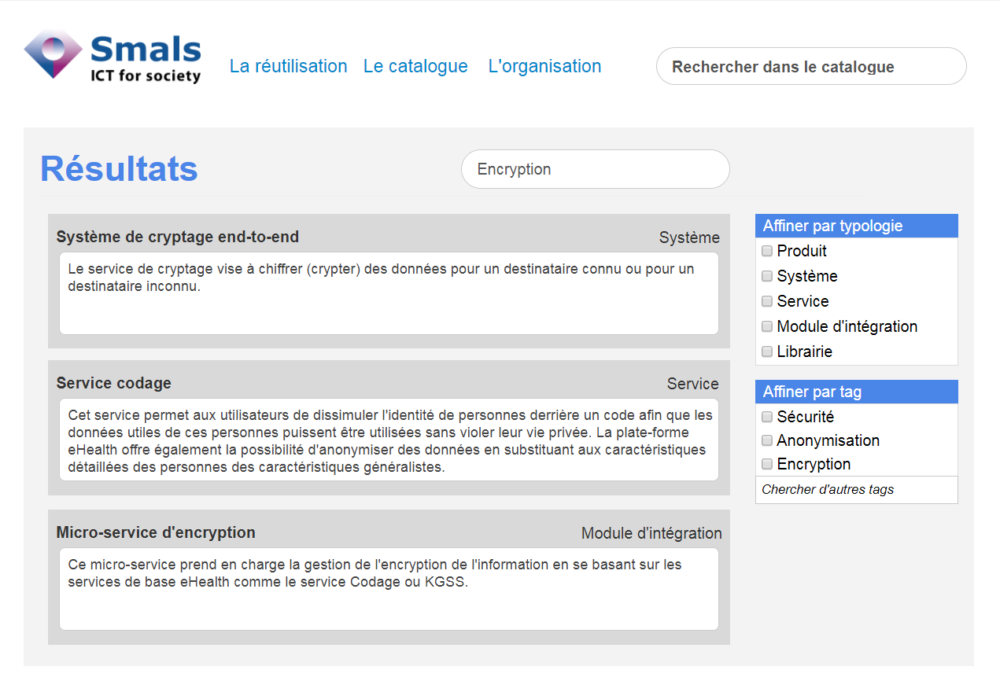 Smals
ICT for society
La réutilisation
Le catalogue
L'organisation
Rechercher dans le catalogue
Résultats
Encryption
Système de cryptage end-to-end
Système
Le service de cryptage vise à chiffrer (crypter) des données pour un destinataire connu ou pour un
destinataire inconnu.
Service codage
Service
Cet service permet aux utilisateurs de dissimuler l'identité de personnes derrière un code afin que les
données utiles de ces personnes puissent être utilisées sans violer leur vie privée. La plate-forme
eHealth offre également la possibilité d'anonymiser des données en substituant aux caractéristiques
détaillées des personnes des caractéristiques généralistes.
Micro-service d'encryption
Module d'intégration
Ce micro-service prend en charge la gestion de l'encryption de l'information en se basant sur les
services de base eHealth comme le service Codage ou KGSS.
Affiner par typologie
Produit
Système
Service
Module d'intégration
Librairie
Affiner par tag
Sécurité
Anonymisation
Encryption
Chercher d'autres tags